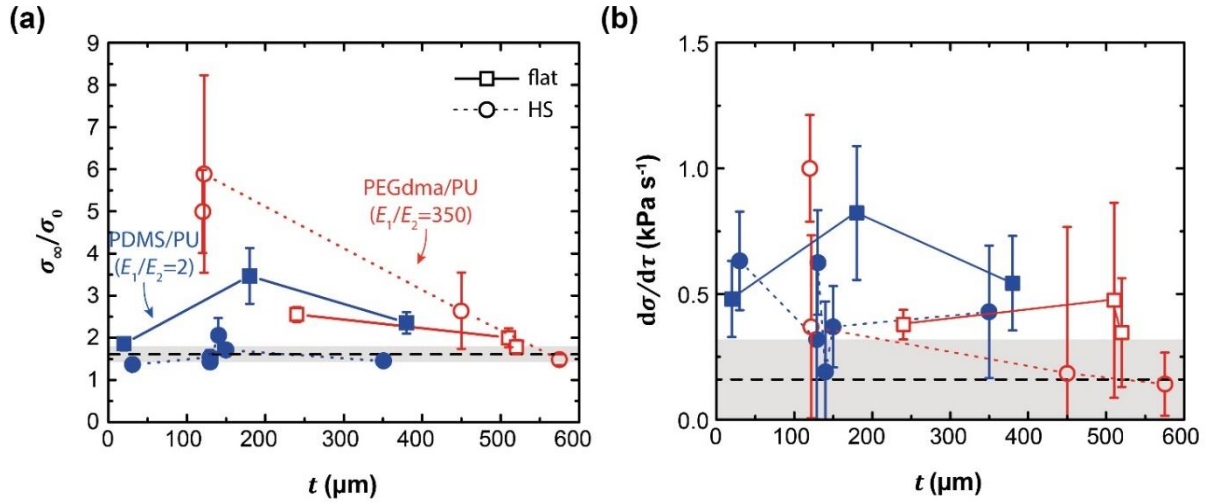 (a)
9
8
7
6
5
4
3
2
1
0
σ∞/σ0
0 100 200 300 400 500 600
t (µm)
flat
HS
PEGdma/PU
(E1/E2=350)
PDMS/PU
(E1/E2=2)
(b)
1.5
1.0
0.5
0.0
dσ/dτ (kPa s-1)
0 100 200 300 400 500 600
t (µm)